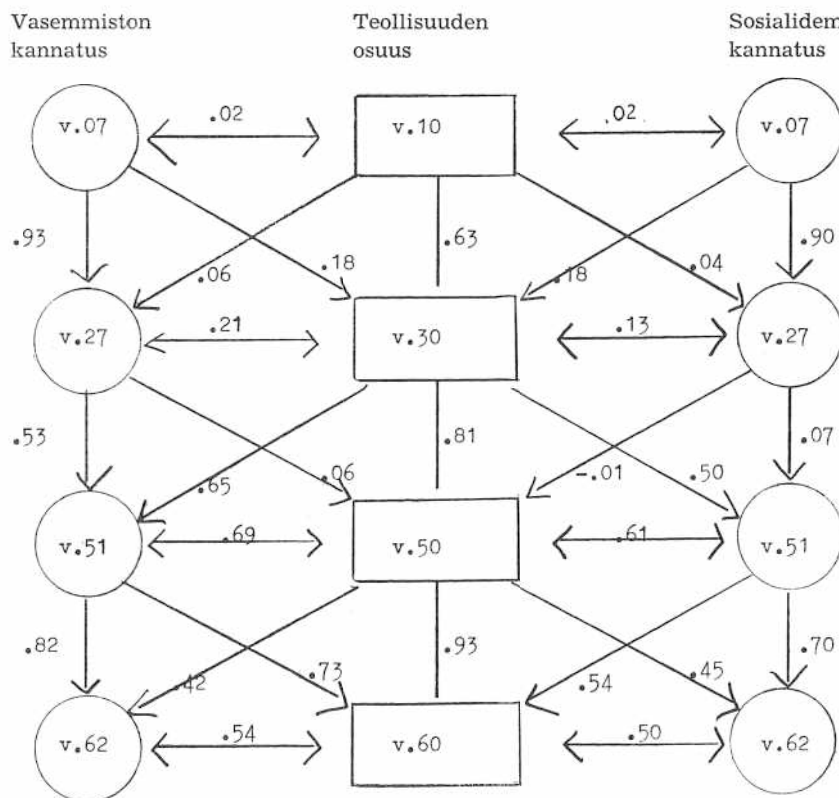 Vasemmiston Teollisuuden Sosialidem
kannatus osuus kannatus
v.07 .02 v.10 .02 v.07
.93 .06 .18 .63 .18 .04 .90
v.27 .21 v.30 .13 v.27
.53 .65 .06 .81 -.01 .50 .07
v.51 .69 v.50 .61 v.51
.82 .42 .73 .93 .54 .45 .70
v.62 .54 v.60 .50 v.62